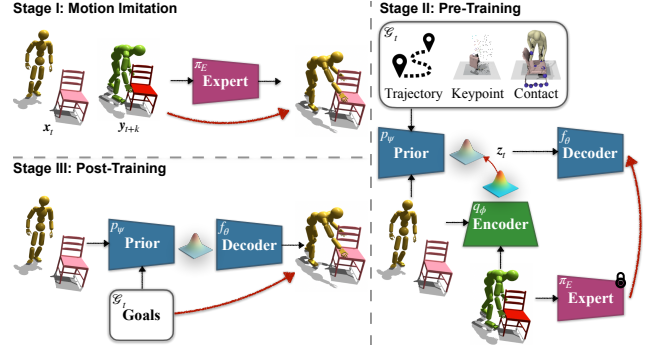 Stage I: Motion Imitation
π_E
Expert
x_t
y_{t+k}
Stage III: Post-Training
p_ψ
Prior
f_θ
Decoder
𝒢_t
Goals
Stage II: Pre-Training
𝒢_t
Trajectory Keypoint Contact
p_ψ
Prior
z_t
f_θ
Decoder
q_ϕ
Encoder
π_E
Expert